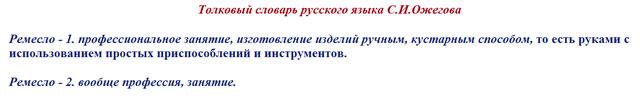 Толковый словарь русского языка С.И.Ожегова
Ремесло - 1. профессиональное занятие, изготовление изделий ручным, кустарным способом, то есть руками с
использованием простых приспособлений и инструментов.
Ремесло - 2. вообще профессия, занятие.